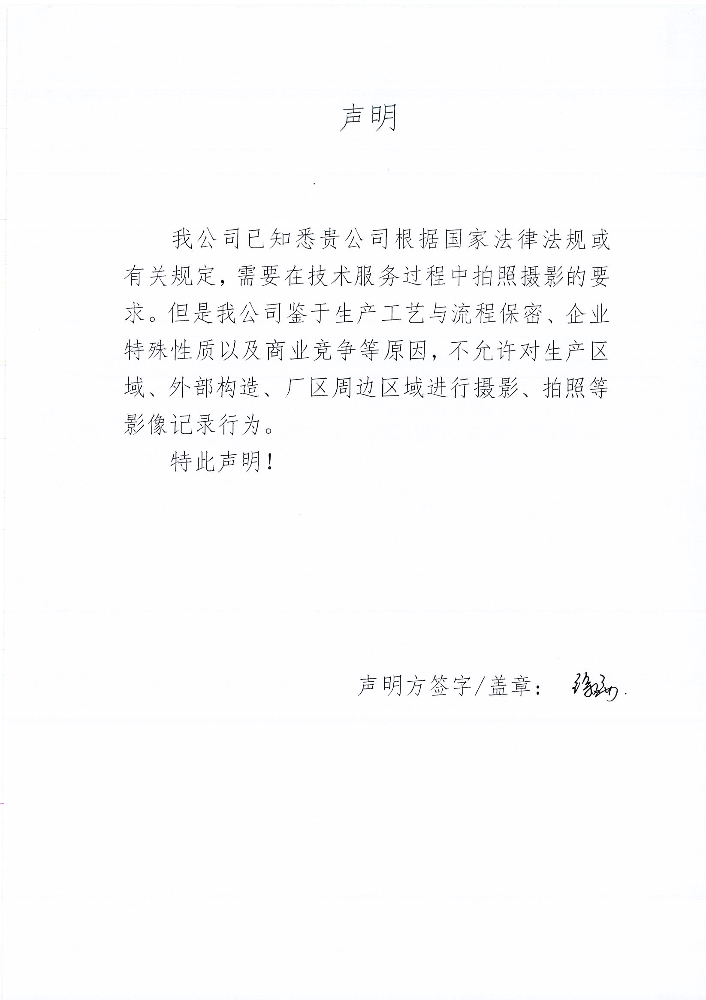 声明
我公司已知悉贵公司根据国家法律法规或
有关规定，需要在技术服务过程中拍照摄影的要
求。但是我公司鉴于生产工艺与流程保密、企业
特殊性质以及商业竞争等原因，不允许对生产区
域、外部构造、厂区周边区域进行摄影、拍照等
影像记录行为。
特此声明！
声明方签字/盖章：